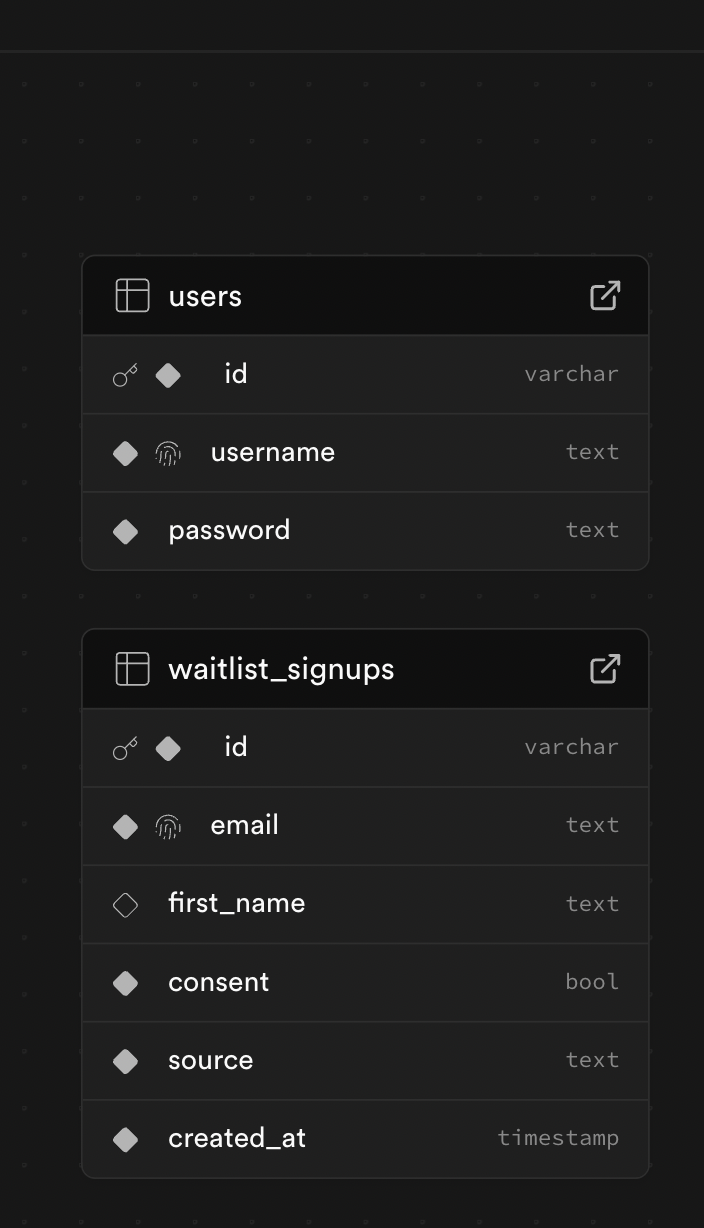 users
id varchar
username text
password text
waitlist_signups
id varchar
email text
first_name text
consent bool
source text
created_at timestamp